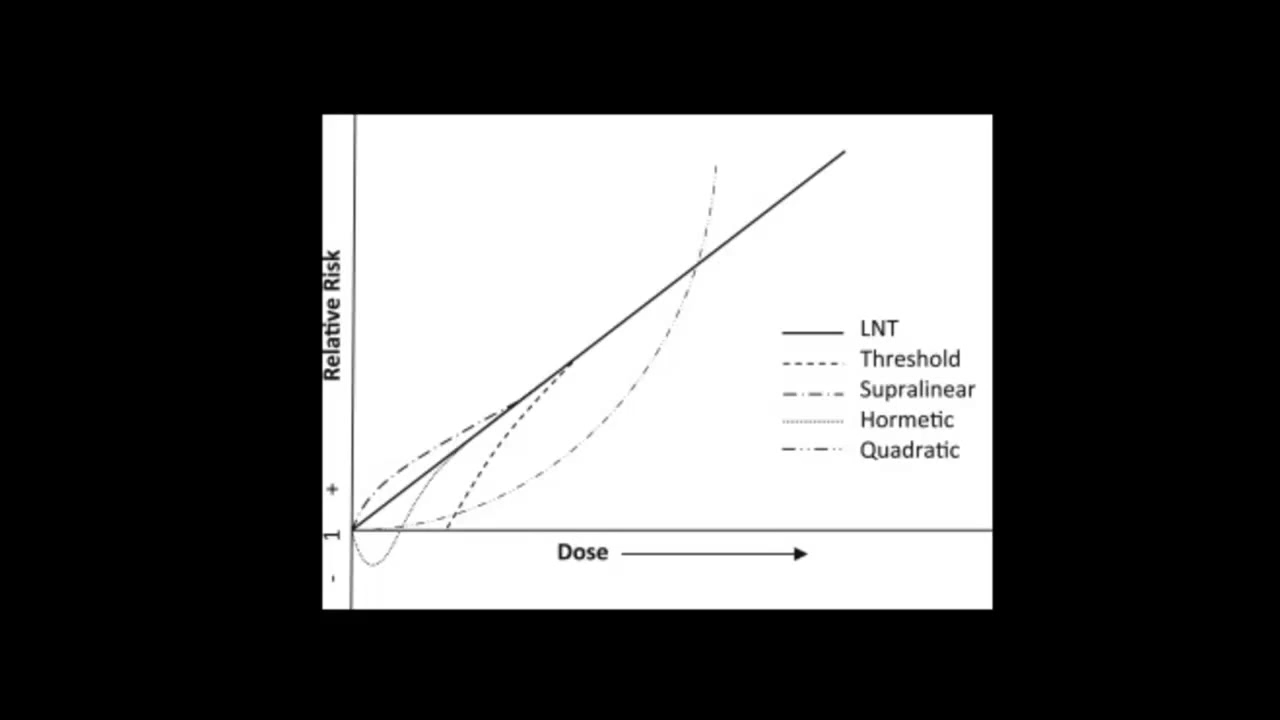 Relative Risk
+
1
-
LNT
Threshold
Supralinear
Hormetic
Quadratic
Dose